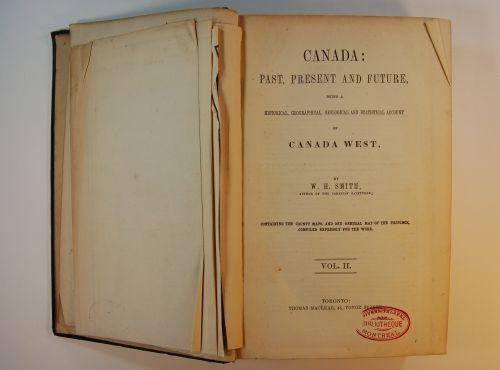 CANADA:
PAST, PRESENT AND FUTURE,
BEING A
HISTORICAL, GEOGRAPHICAL, GEOLOGICAL AND STATISTICAL ACCOUNT
OF
CANADA WEST,
BY
W. H. SMITH,
AUTHOR OF THE CANADIAN GAZETTEER;
CONTAINING TEN COUNTY MAPS, AND ONE GENERAL MAP OF THE PROVINCE,
COMPILED EXPRESSLY FOR THE WORK.
VOL. II.
TORONTO:
THOMAS MACLEAR, 45, YONGE STREET.
BIBLIOTHÈQUE
MONTREAL